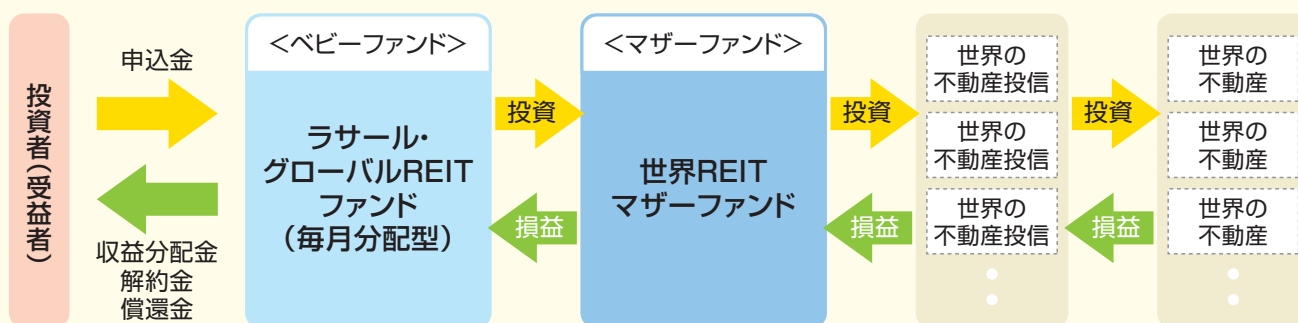 投資者(受益者)
申込金
収益分配金
解約金
償還金
<ベビーファンド>
ラサール・
グローバルREIT
ファンド
(毎月分配型)
投資
損益
<マザーファンド>
世界REIT
マザーファンド
投資
損益
世界の
不動産投信
世界の
不動産投信
世界の
不動産投信
投資
損益
世界の
不動産
世界の
不動産
世界の
不動産